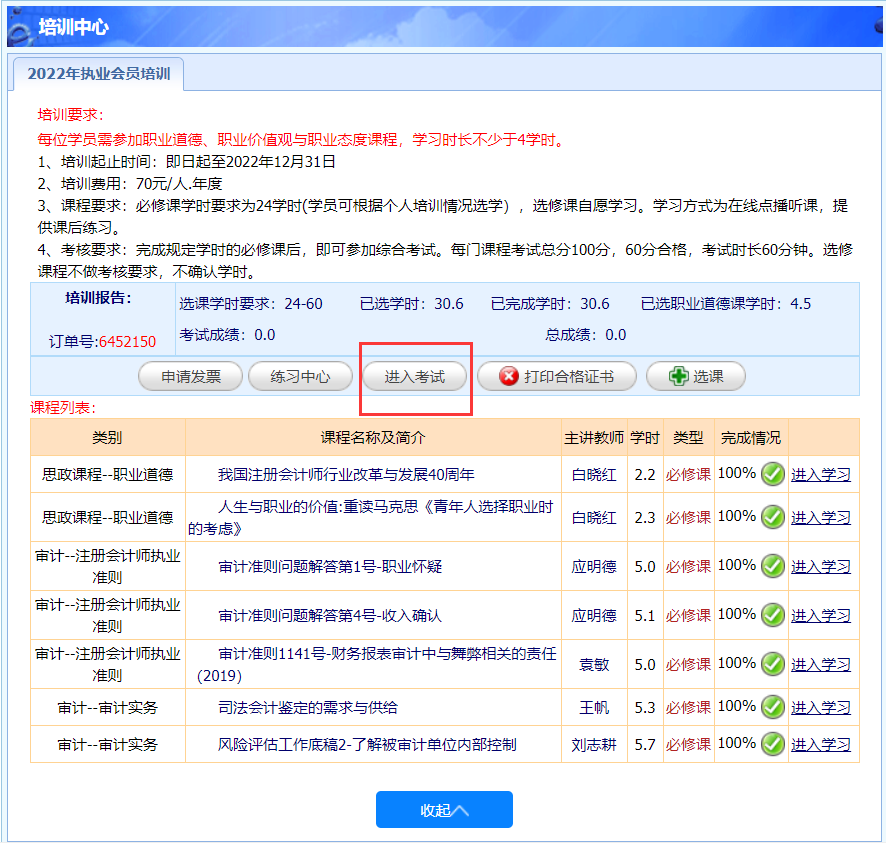 培训中心
2022年执业会员培训
培训要求：
每位学员需参加职业道德、职业价值观与职业态度课程，学习时长不少于4学时。
1、培训起止时间：即日起至2022年12月31日
2、培训费用：70元/人.年度
3、课程要求：必修课学时要求为24学时(学员可根据个人培训情况选学），选修课自愿学习。学习方式为在线点播听课，提
供课后练习。
4、考核要求：完成规定学时的必修课后，即可参加综合考试。每门课程考试总分100分，60分合格，考试时长60分钟。选修
课程不做考核要求，不确认学时。
培训报告：
订单号:6452150
选课学时要求：24-60 已选学时：30.6 已完成学时：30.6 已选职业道德课学时：4.5
考试成绩：0.0 总成绩：0.0
申请发票 练习中心 进入考试 打印合格证书 选课
课程列表：
类别 课程名称及简介 主讲教师 学时 类型 完成情况
思政课程--职业道德 我国注册会计师行业改革与发展40周年 白晓红 2.2 必修课 100% 进入学习
思政课程--职业道德 人生与职业的价值:重读马克思《青年人选择职业时
的考虑》 白晓红 2.3 必修课 100% 进入学习
审计--注册会计师执业
准则 审计准则问题解答第1号-职业怀疑 应明德 5.0 必修课 100% 进入学习
审计--注册会计师执业
准则 审计准则问题解答第4号-收入确认 应明德 5.1 必修课 100% 进入学习
审计--注册会计师执业
准则 审计准则1141号-财务报表审计中与舞弊相关的责任
（2019） 袁敏 5.0 必修课 100% 进入学习
审计--审计实务 司法会计鉴定的需求与供给 王帆 5.3 必修课 100% 进入学习
审计--审计实务 风险评估工作底稿2-了解被审计单位内部控制 刘志耕 5.7 必修课 100% 进入学习
收起